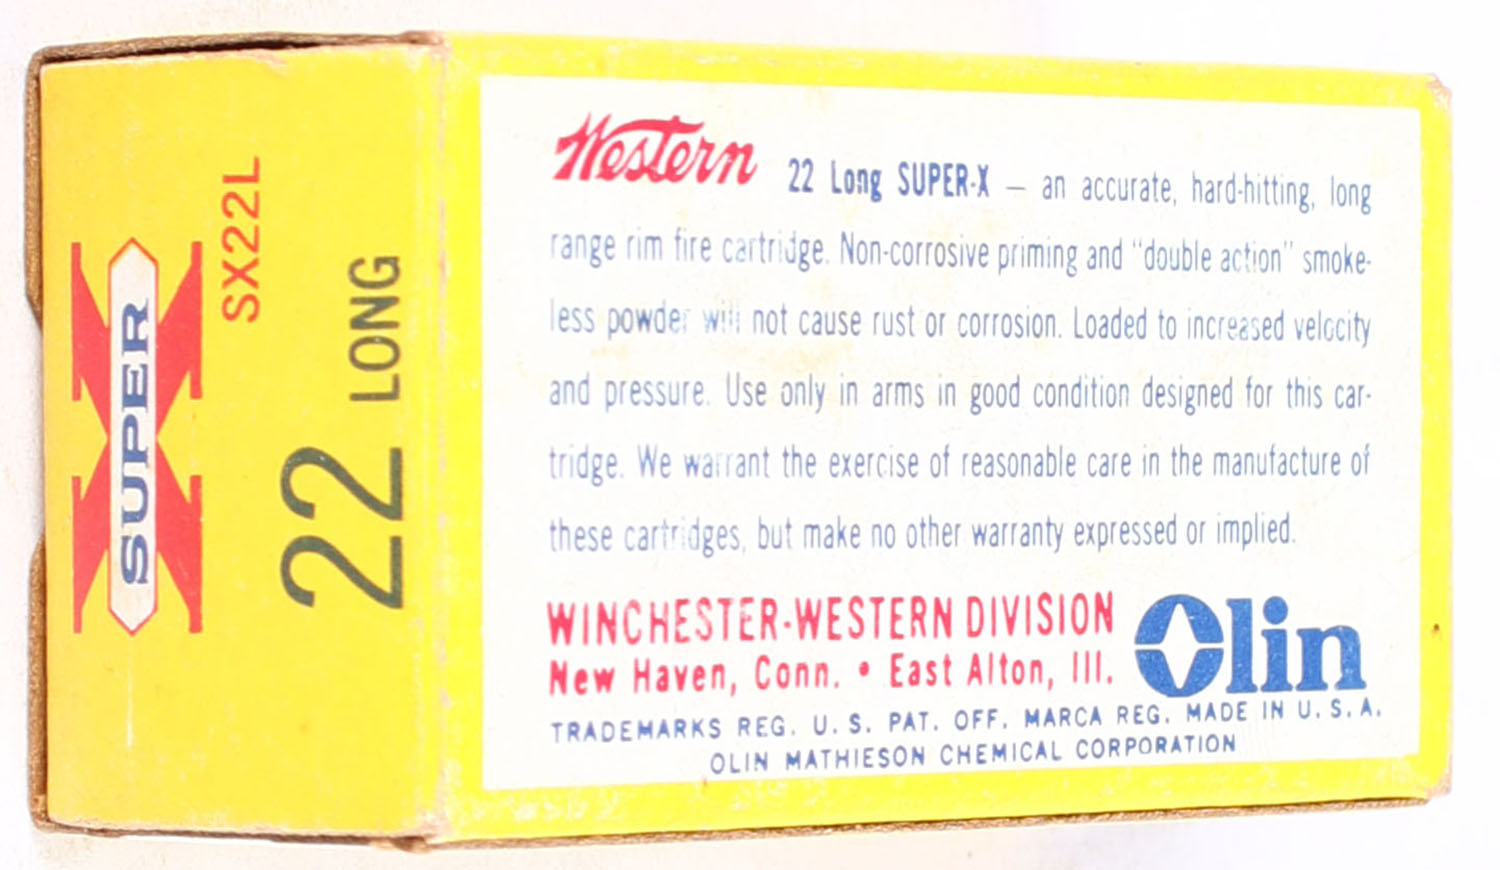 SUPER X
SX22L
22 LONG
Western 22 Long SUPER-X – an accurate, hard-hitting, long
range rim fire cartridge. Non-corrosive priming and "double action" smoke-
less powder will not cause rust or corrosion. Loaded to increased velocity
and pressure. Use only in arms in good condition designed for this car-
tridge. We warrant the exercise of reasonable care in the manufacture of
these cartridges, but make no other warranty expressed or implied.
WINCHESTER-WESTERN DIVISION
New Haven, Conn. • East Alton, Ill.
Olin
TRADEMARKS REG. U. S. PAT. OFF. MARCA REG. MADE IN U. S. A.
OLIN MATHIESON CHEMICAL CORPORATION